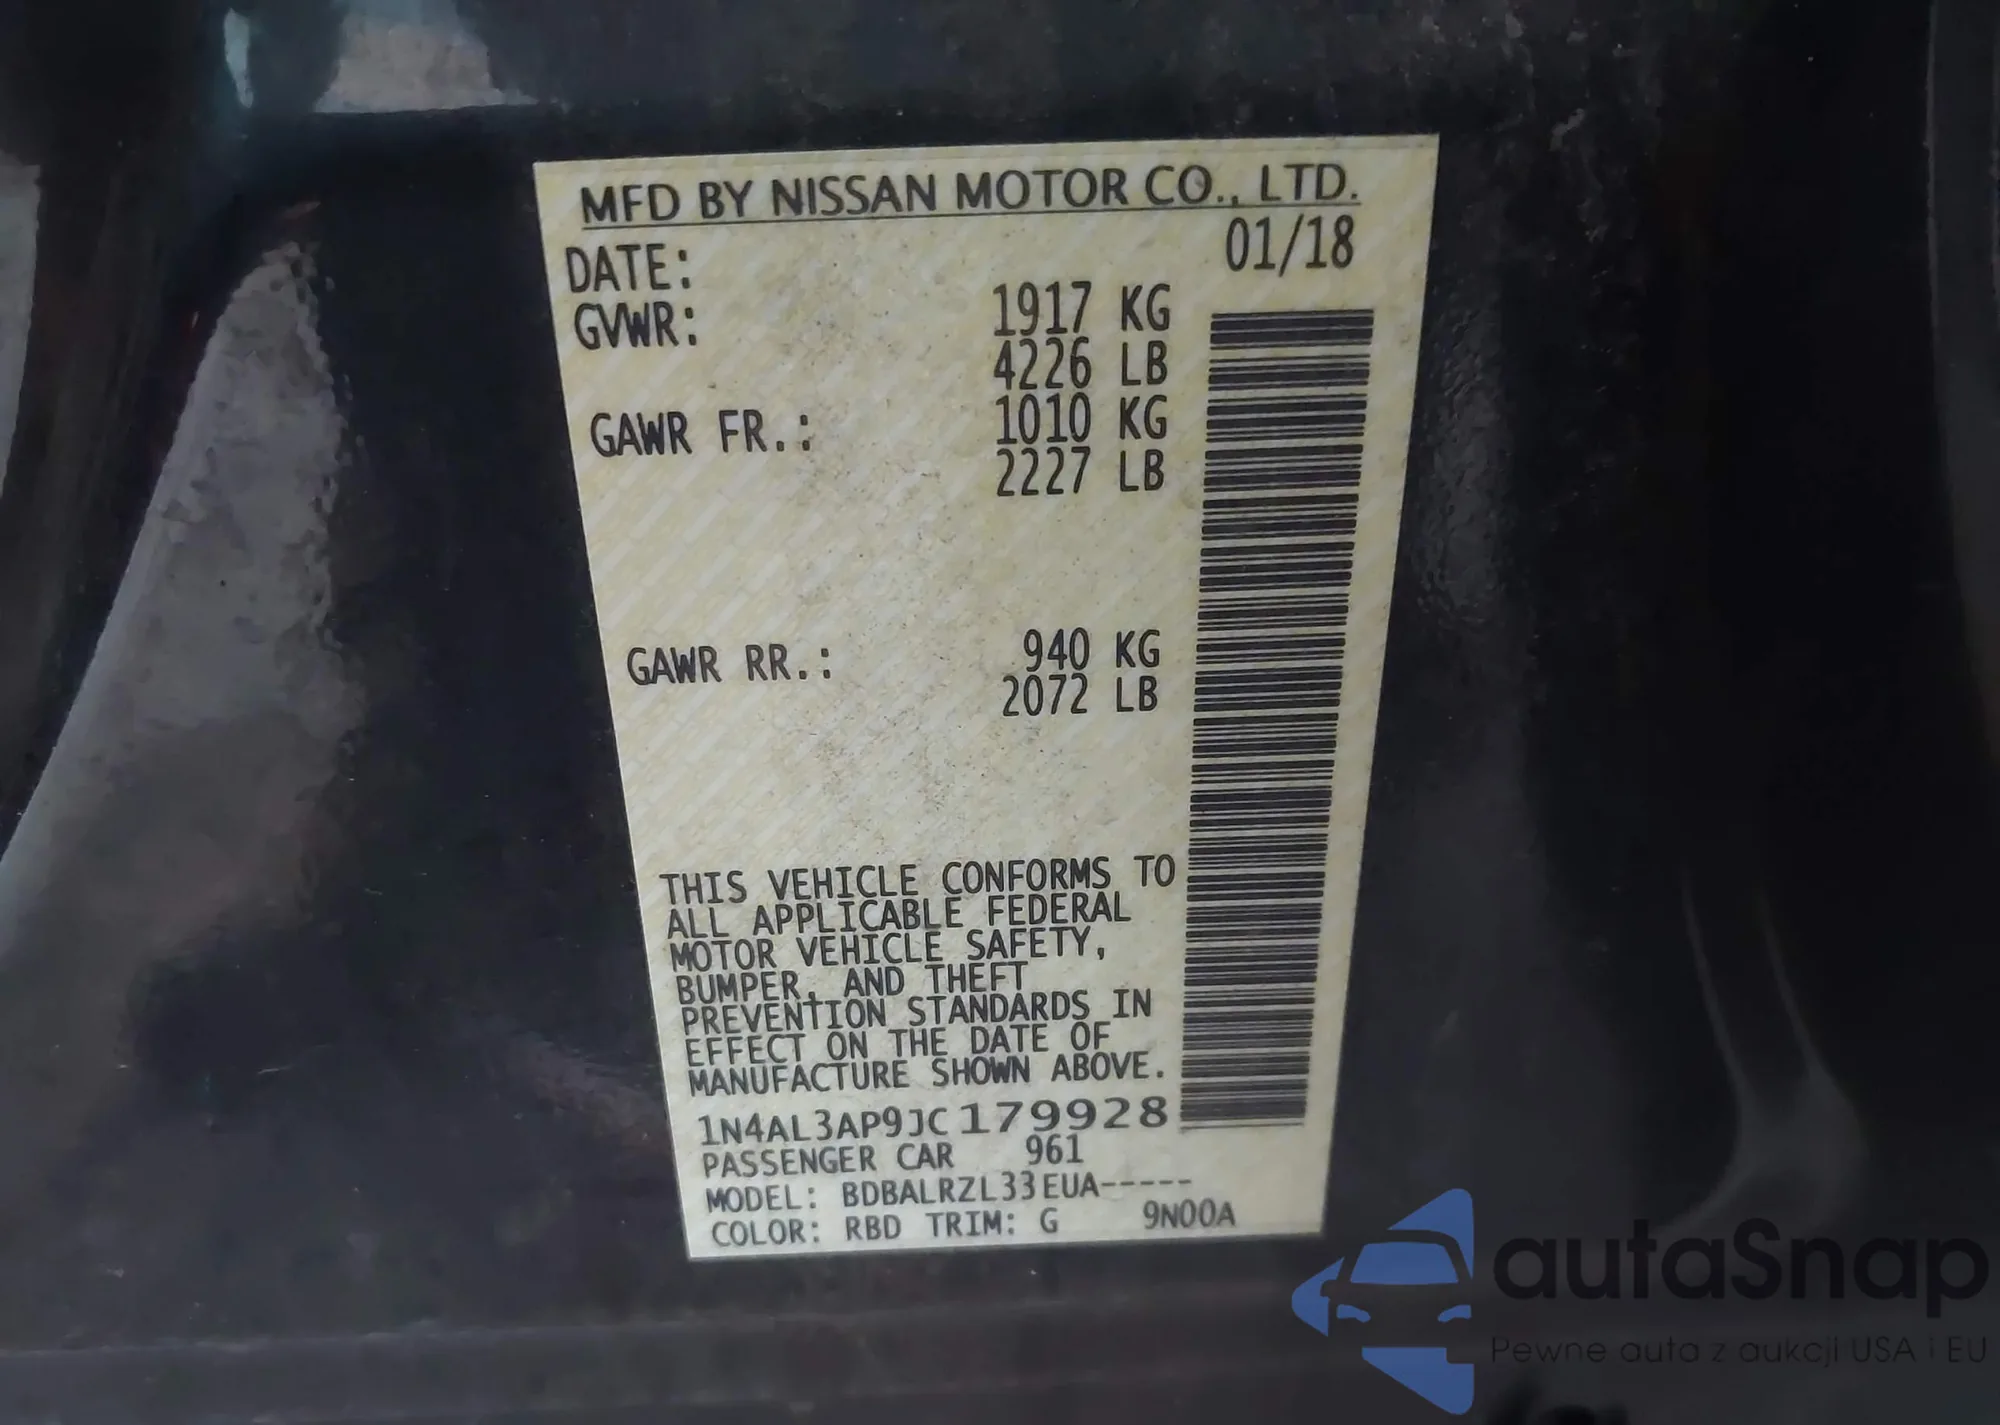 MFD BY NISSAN MOTOR CO., LTD.
DATE: 01/18
GVWR: 1917 KG
4226 LB
GAWR FR.: 1010 KG
2227 LB
GAWR RR.: 940 KG
2072 LB
THIS VEHICLE CONFORMS TO
ALL APPLICABLE FEDERAL
MOTOR VEHICLE SAFETY,
BUMPER, AND THEFT
PREVENTION STANDARDS IN
EFFECT ON THE DATE OF
MANUFACTURE SHOWN ABOVE.
1N4AL3AP9JC179928
PASSENGER CAR 961
MODEL: BDBALRZL33EUA-----
COLOR: RBD TRIM: G 9N00A
autaSnap
Pewne auta z aukcji USA i EU